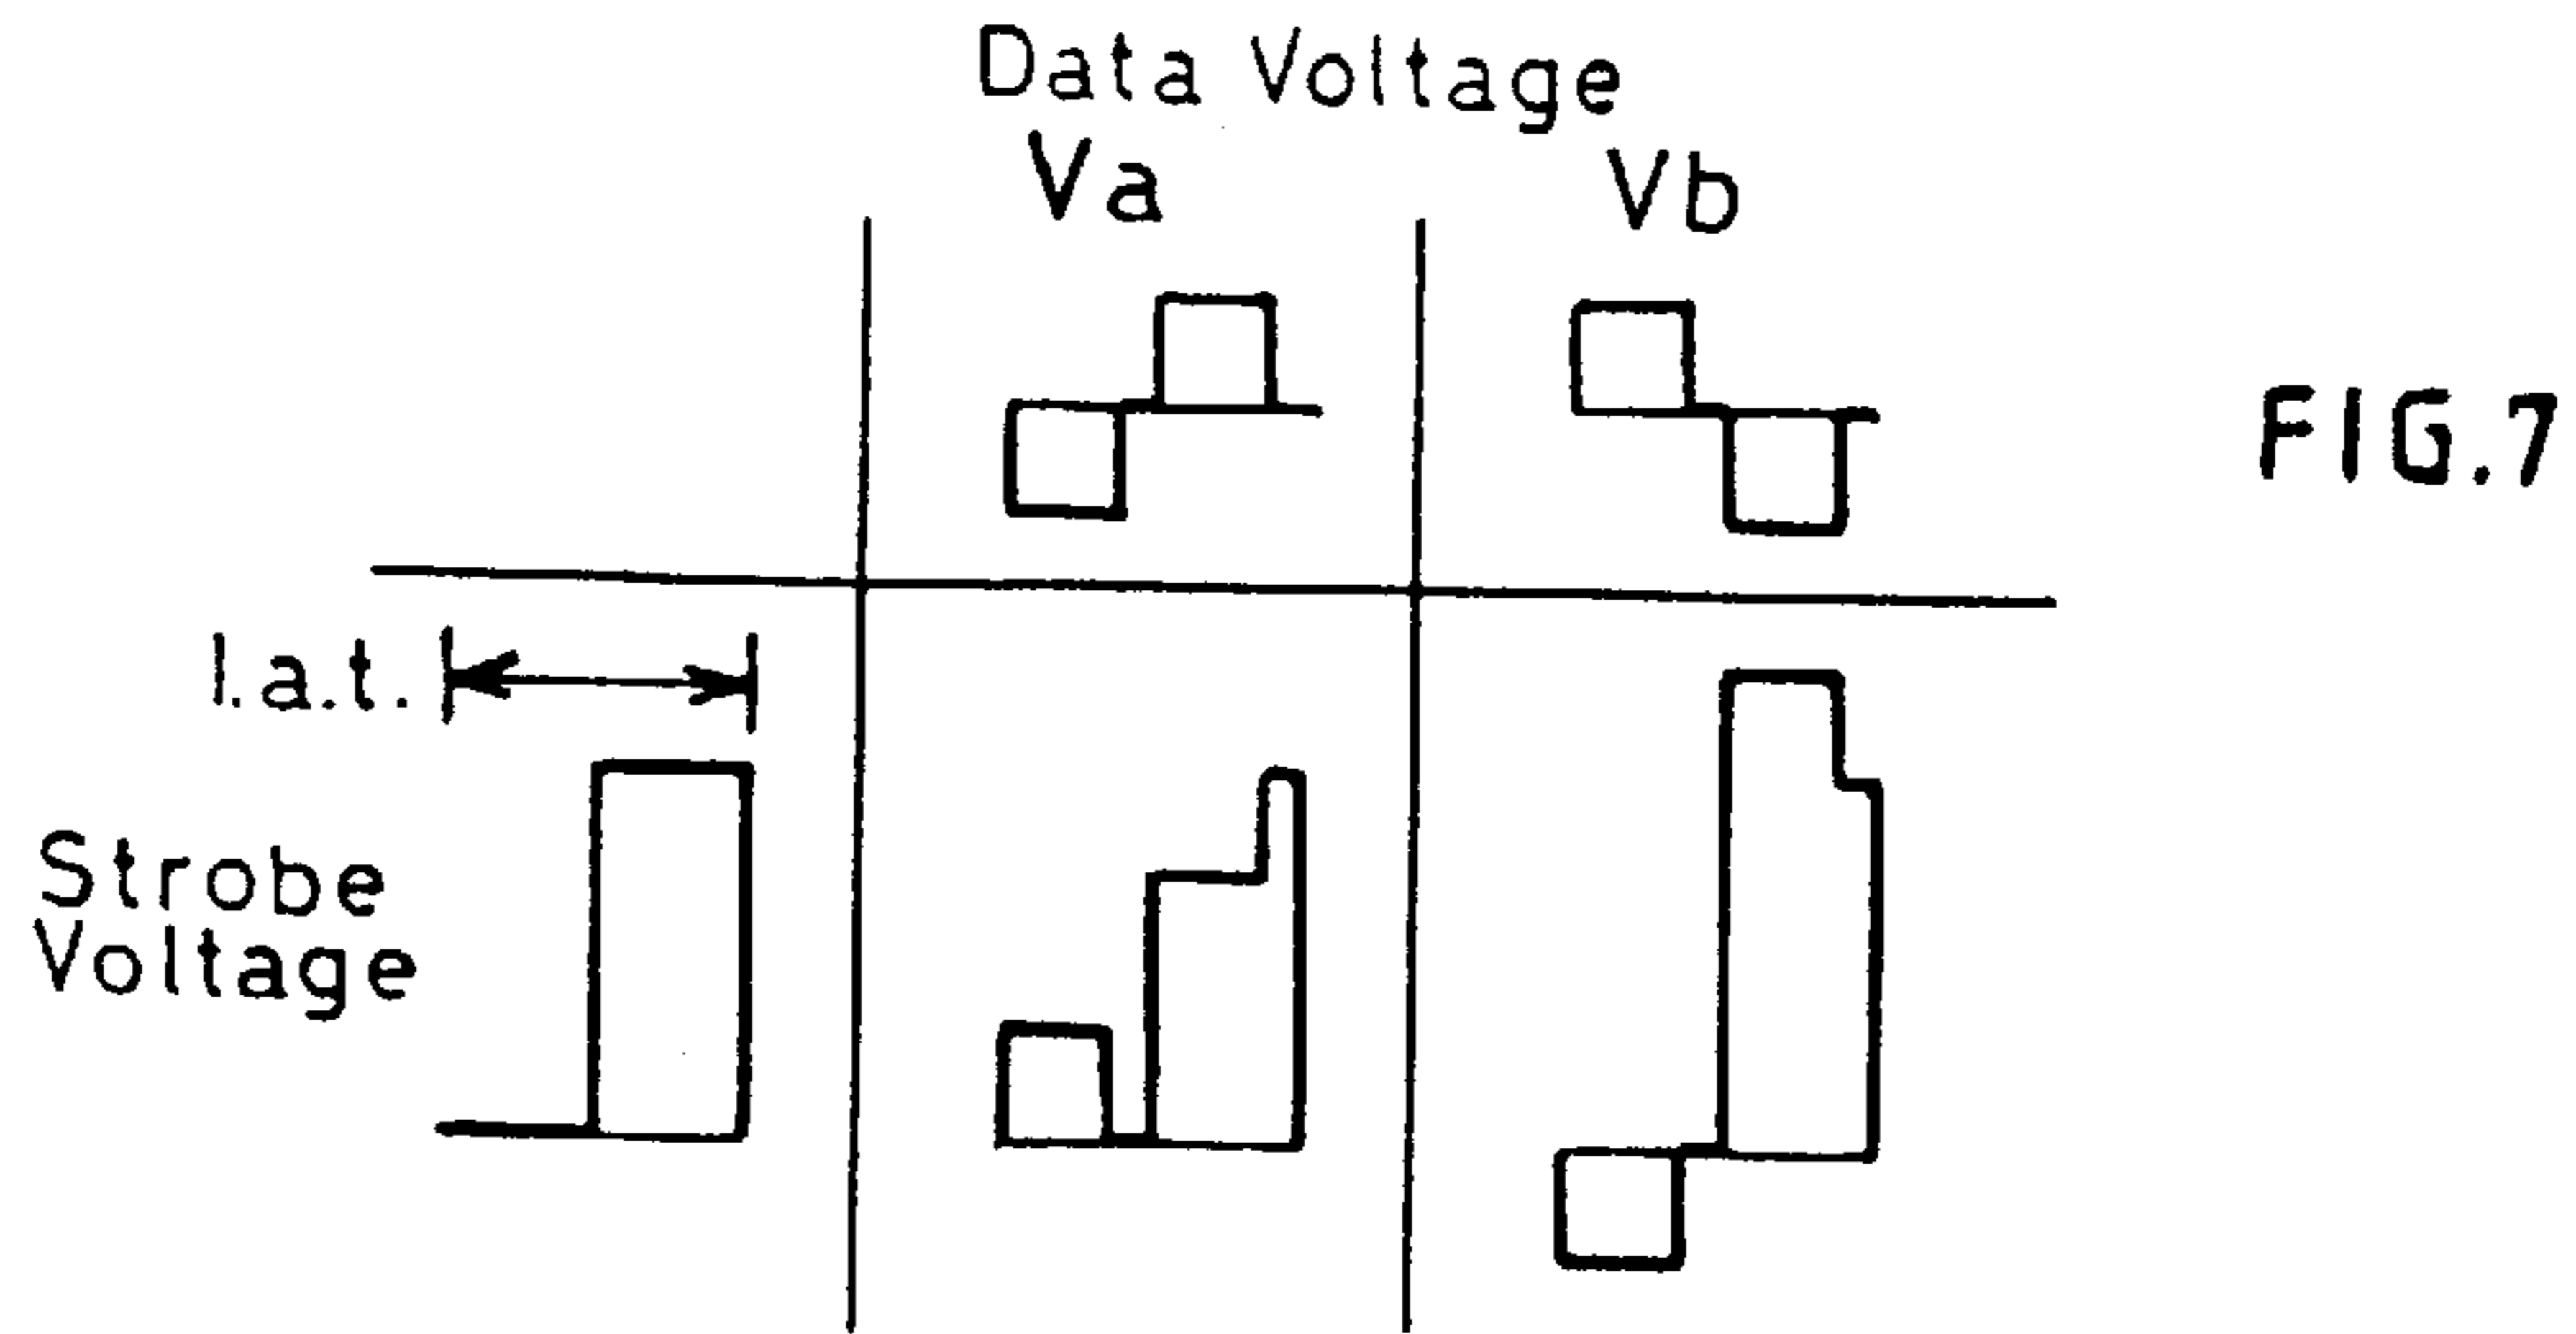 Data Voltage
Va
Vb
FIG.7
l.a.t.
Strobe
Voltage